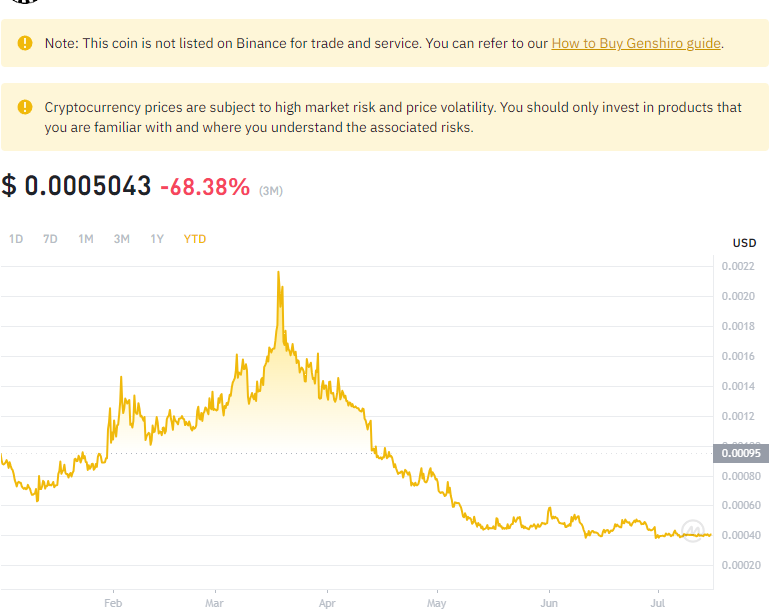 Note: This coin is not listed on Binance for trade and service. You can refer to our How to Buy Genshiro guide.
Cryptocurrency prices are subject to high market risk and price volatility. You should only invest in products that
you are familiar with and where you understand the associated risks.
$ 0.0005043 -68.38% (3M)
1D 7D 1M 3M 1Y YTD
USD
0.0022
0.0020
0.0018
0.0016
0.0014
0.0012
0.00095
0.00080
0.00060
0.00040
0.00020
Feb Mar Apr May Jun Jul